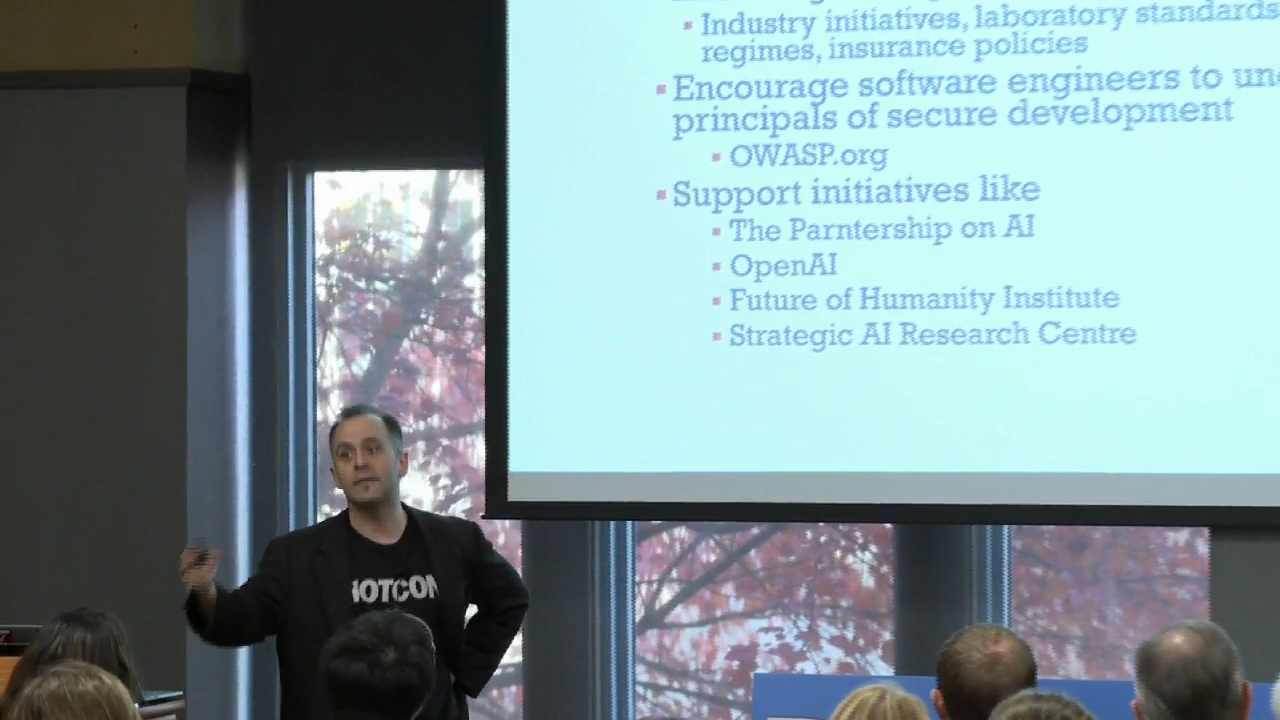 Industry initiatives, laboratory standards
regimes, insurance policies
Encourage software engineers to
principals of secure development
OWASP.org
Support initiatives like
The Parntership on AI
OpenAI
Future of Humanity Institute
Strategic AI Research Centre
IOTCON